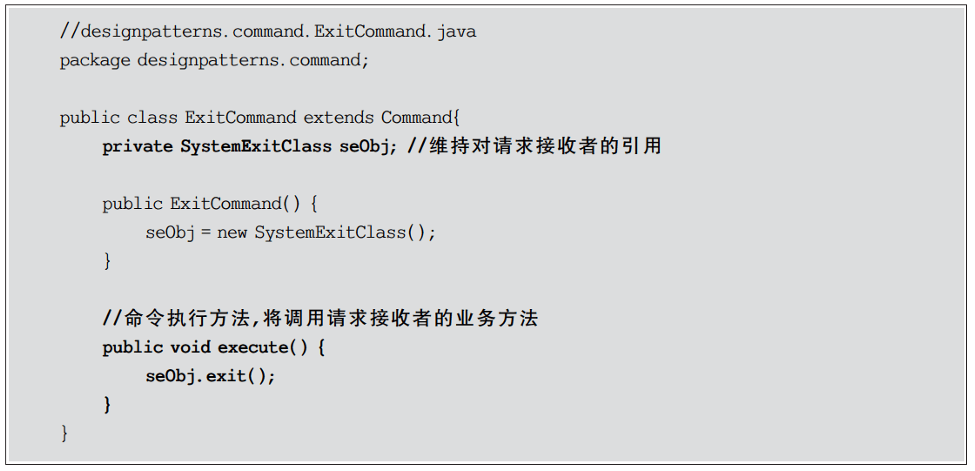 //designpatterns.command.ExitCommand.java
package designpatterns.command;
public class ExitCommand extends Command{
private SystemExitClass seObj; //维持对请求接收者的引用
public ExitCommand() {
seObj = new SystemExitClass();
}
//命令执行方法,将调用请求接收者的业务方法
public void execute() {
seObj.exit();
}
}